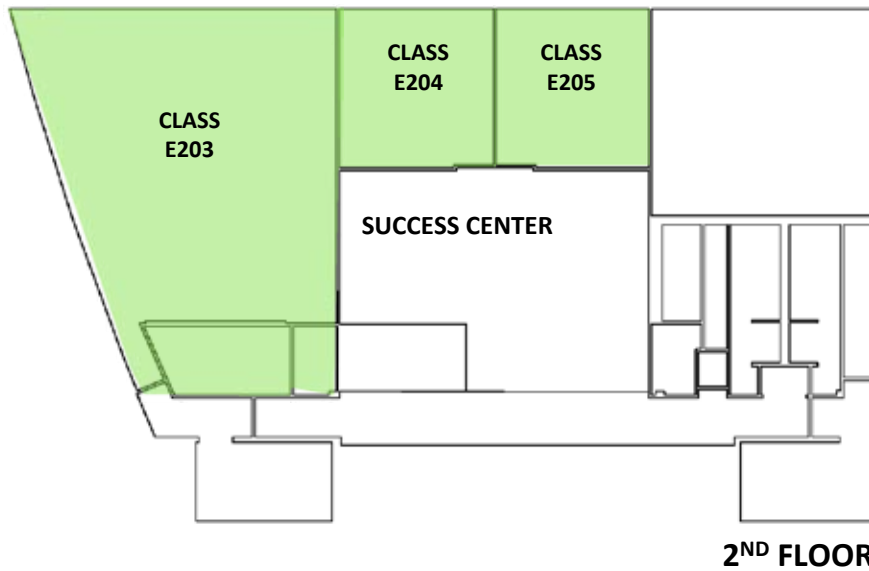 CLASS
E204
CLASS
E205
CLASS
E203
SUCCESS CENTER
2ND FLOOR